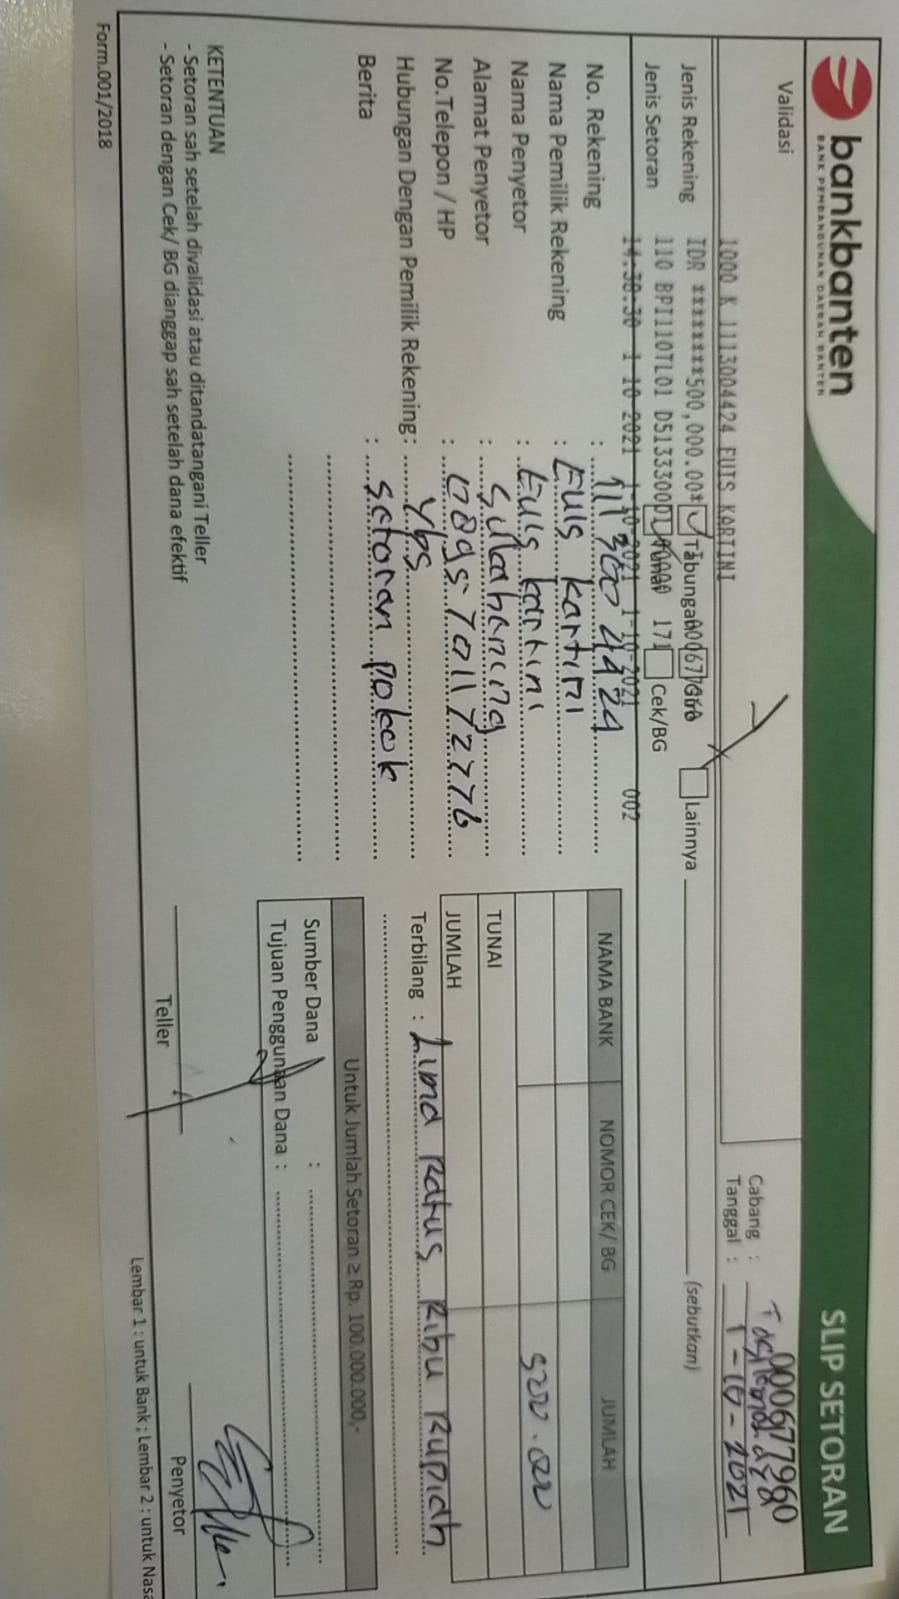 bankbanten
BANK PEMBANGUNAN DAERAH BANTEN
SLIP SETORAN
Validasi
1000 K 1113004424 EUIS KARTINI
IDR *********500,000.00*
110 BPI110TL01 D5133300
171
14:38:30 1 10 2021 1-10-2021 1-10-2021 002
000677960
Cabang :
Tanggal : 1-10-2021
Jenis Rekening Tabungan Giro Lainnya (sebutkan)
Jenis Setoran Tunai Cek/BG
No. Rekening : 111 300 4424
Nama Pemilik Rekening : Euis kartini
Nama Penyetor : Euis kartini
Alamat Penyetor :
No.Telepon / HP :
Hubungan Dengan Pemilik Rekening : Ybs
Berita : setoran pokok
NAMA BANK NOMOR CEK/ BG JUMLAH
500.000
TUNAI
JUMLAH
Terbilang : Lima Ratus Ribu Rupiah
Untuk Jumlah Setoran ≥ Rp. 100.000.000,-
Sumber Dana :
Tujuan Penggunaan Dana :
KETENTUAN
- Setoran sah setelah divalidasi atau ditandatangani Teller
- Setoran dengan Cek/ BG dianggap sah setelah dana efektif
Teller
Penyetor
Form.001/2018
Lembar 1 : untuk Bank ; Lembar 2 : untuk Nasa